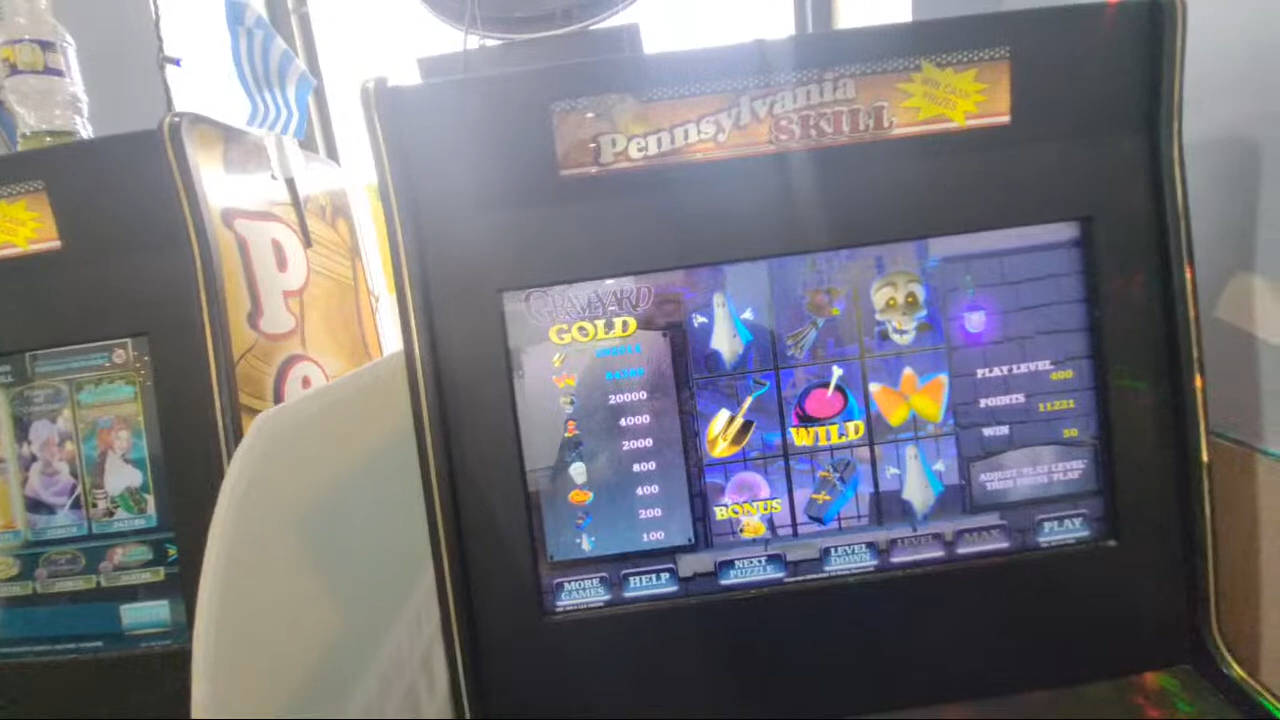 Pennsylvania
SKILL
WIN CASH
PRIZES
P
e
GRAVEYARD
GOLD
20000
4000
2000
800
400
200
100
WILD
BONUS
PLAY LEVEL
400
POINTS
11221
WIN
50
ADJUST "PLAY LEVEL"
THEN PRESS "PLAY"
MORE
GAMES
HELP
NEXT
PUZZLE
LEVEL
DOWN
LEVEL
MAX
PLAY